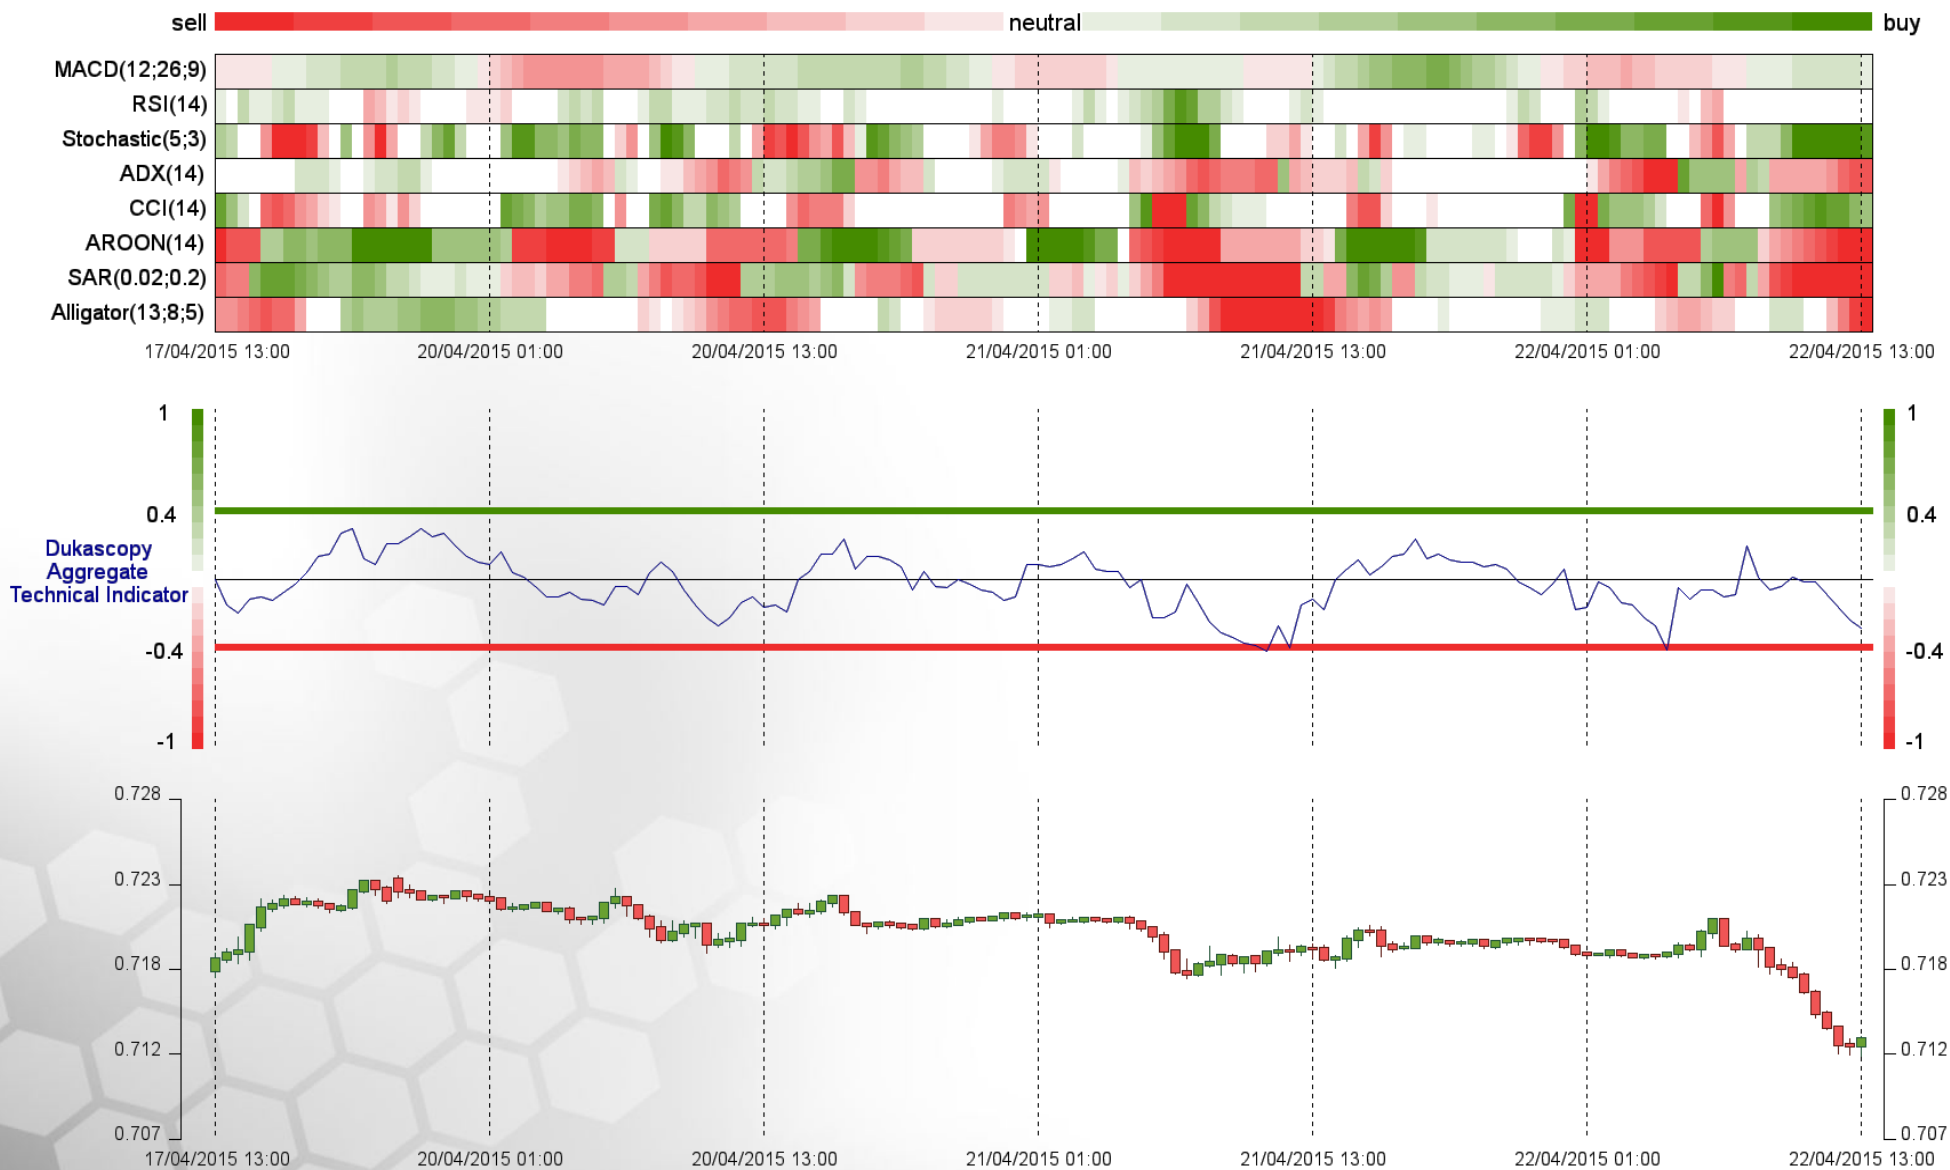 sell neutral buy
MACD(12;26;9)
RSI(14)
Stochastic(5;3)
ADX(14)
CCI(14)
AROON(14)
SAR(0.02;0.2)
Alligator(13;8;5)
17/04/2015 13:00 20/04/2015 01:00 20/04/2015 13:00 21/04/2015 01:00 21/04/2015 13:00 22/04/2015 01:00 22/04/2015 13:00
1 1
0.4 0.4
Dukascopy
Aggregate
Technical Indicator
-0.4 -0.4
-1 -1
0.728 0.728
0.723 0.723
0.718 0.718
0.712 0.712
0.707 0.707
17/04/2015 13:00 20/04/2015 01:00 20/04/2015 13:00 21/04/2015 01:00 21/04/2015 13:00 22/04/2015 01:00 22/04/2015 13:00